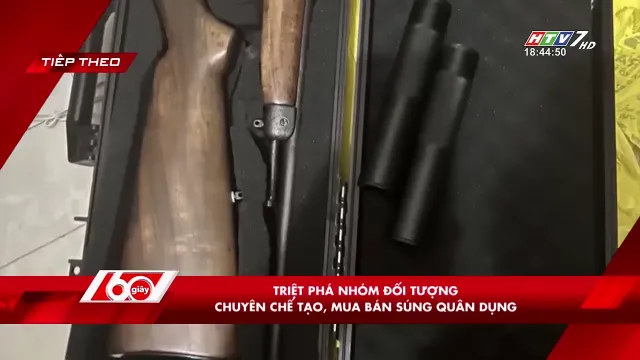 TIẾP THEO
HTV7 HD
18:44:50
60 giây
TRIỆT PHÁ NHÓM ĐỐI TƯỢNG
CHUYÊN CHẾ TẠO, MUA BÁN SÚNG QUÂN DỤNG